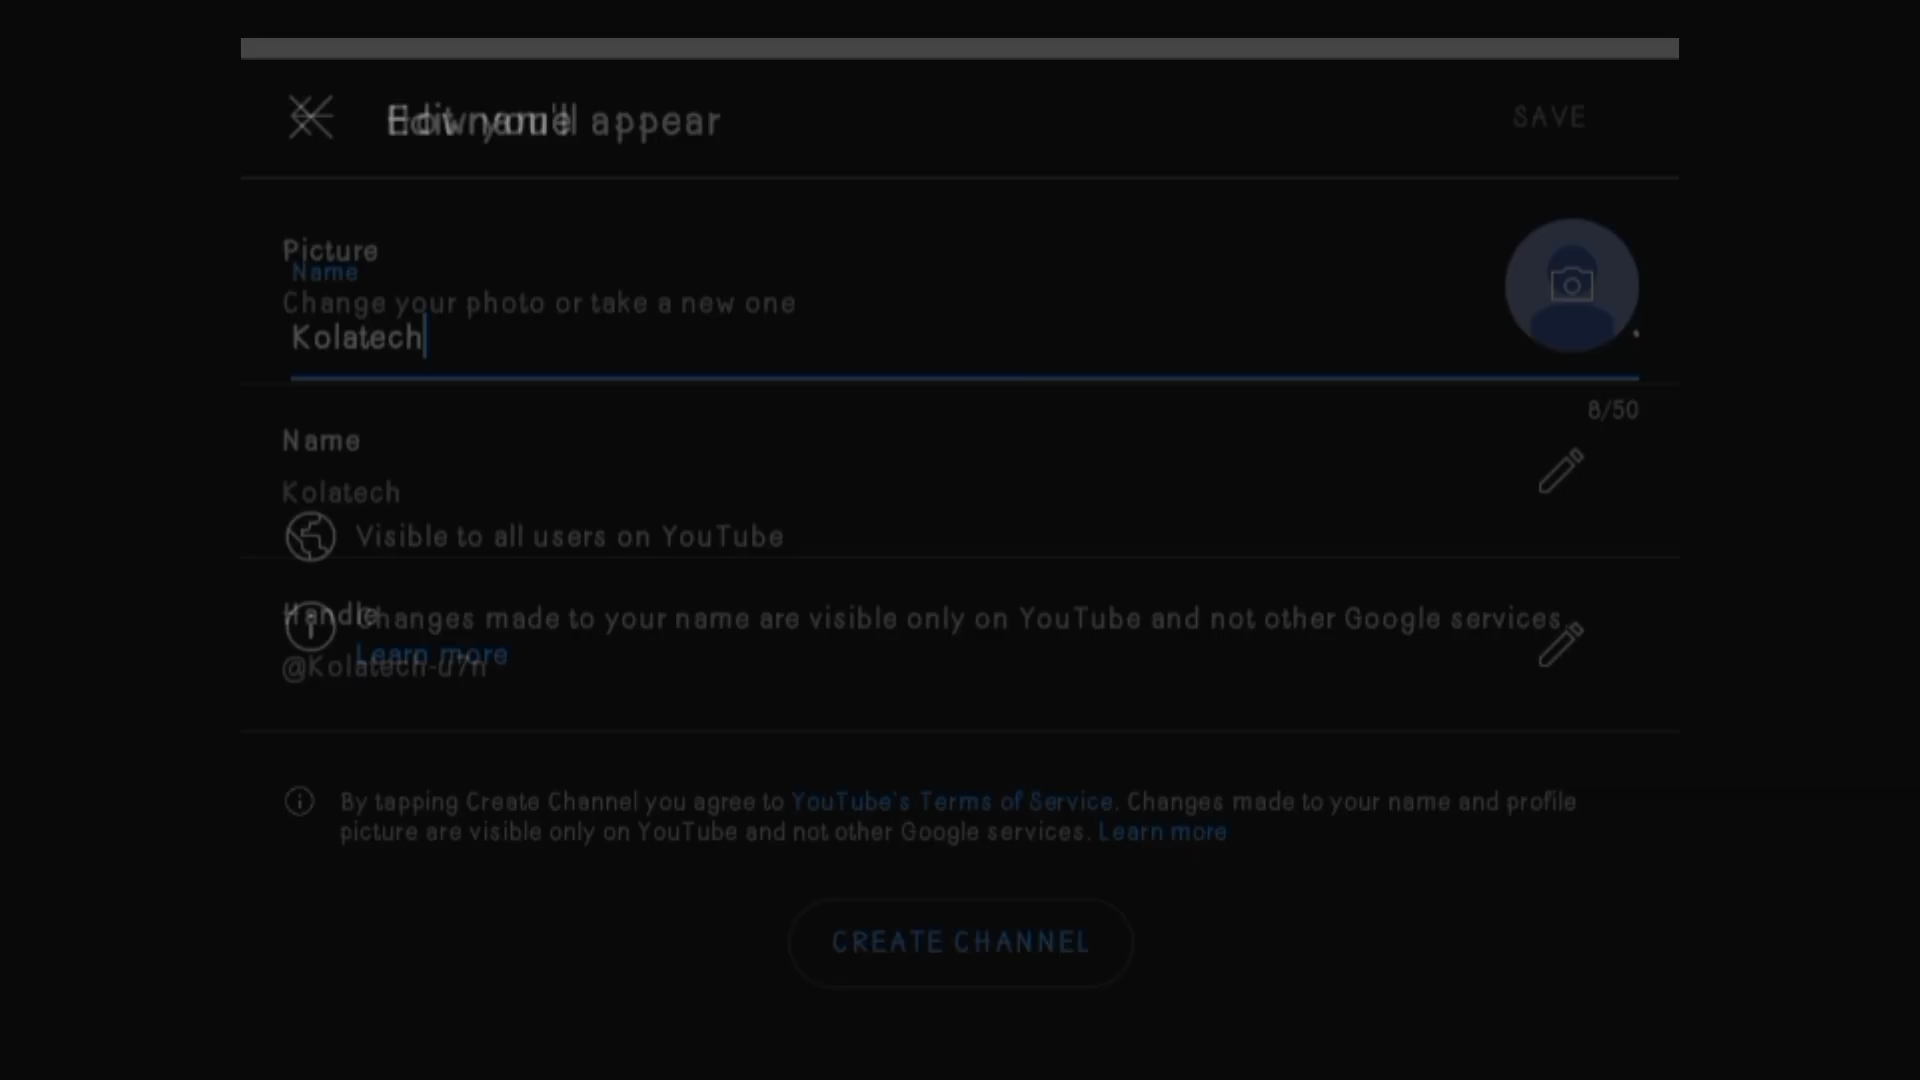 How you'll appear
Edit name
SAVE
Picture
Name
Change your photo or take a new one
Kolatech
8/50
Name
Kolatech
Visible to all users on YouTube
Handle
Changes made to your name are visible only on YouTube and not other Google services.
Learn more
@Kolatech-u7n
By tapping Create Channel you agree to YouTube's Terms of Service. Changes made to your name and profile
picture are visible only on YouTube and not other Google services. Learn more
CREATE CHANNEL